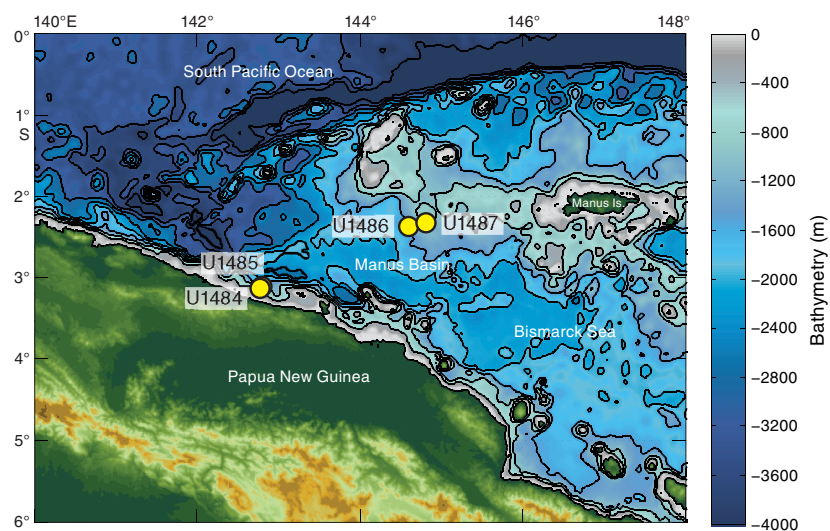 140°E
142°
144°
146°
148°
0°
1°
S
2°
3°
4°
5°
6°
South Pacific Ocean
Manus Is.
U1486
U1487
U1485
Manus Basin
U1484
Bismarck Sea
Papua New Guinea
0
−400
−800
−1200
−1600
−2000
−2400
−2800
−3200
−3600
−4000
Bathymetry (m)